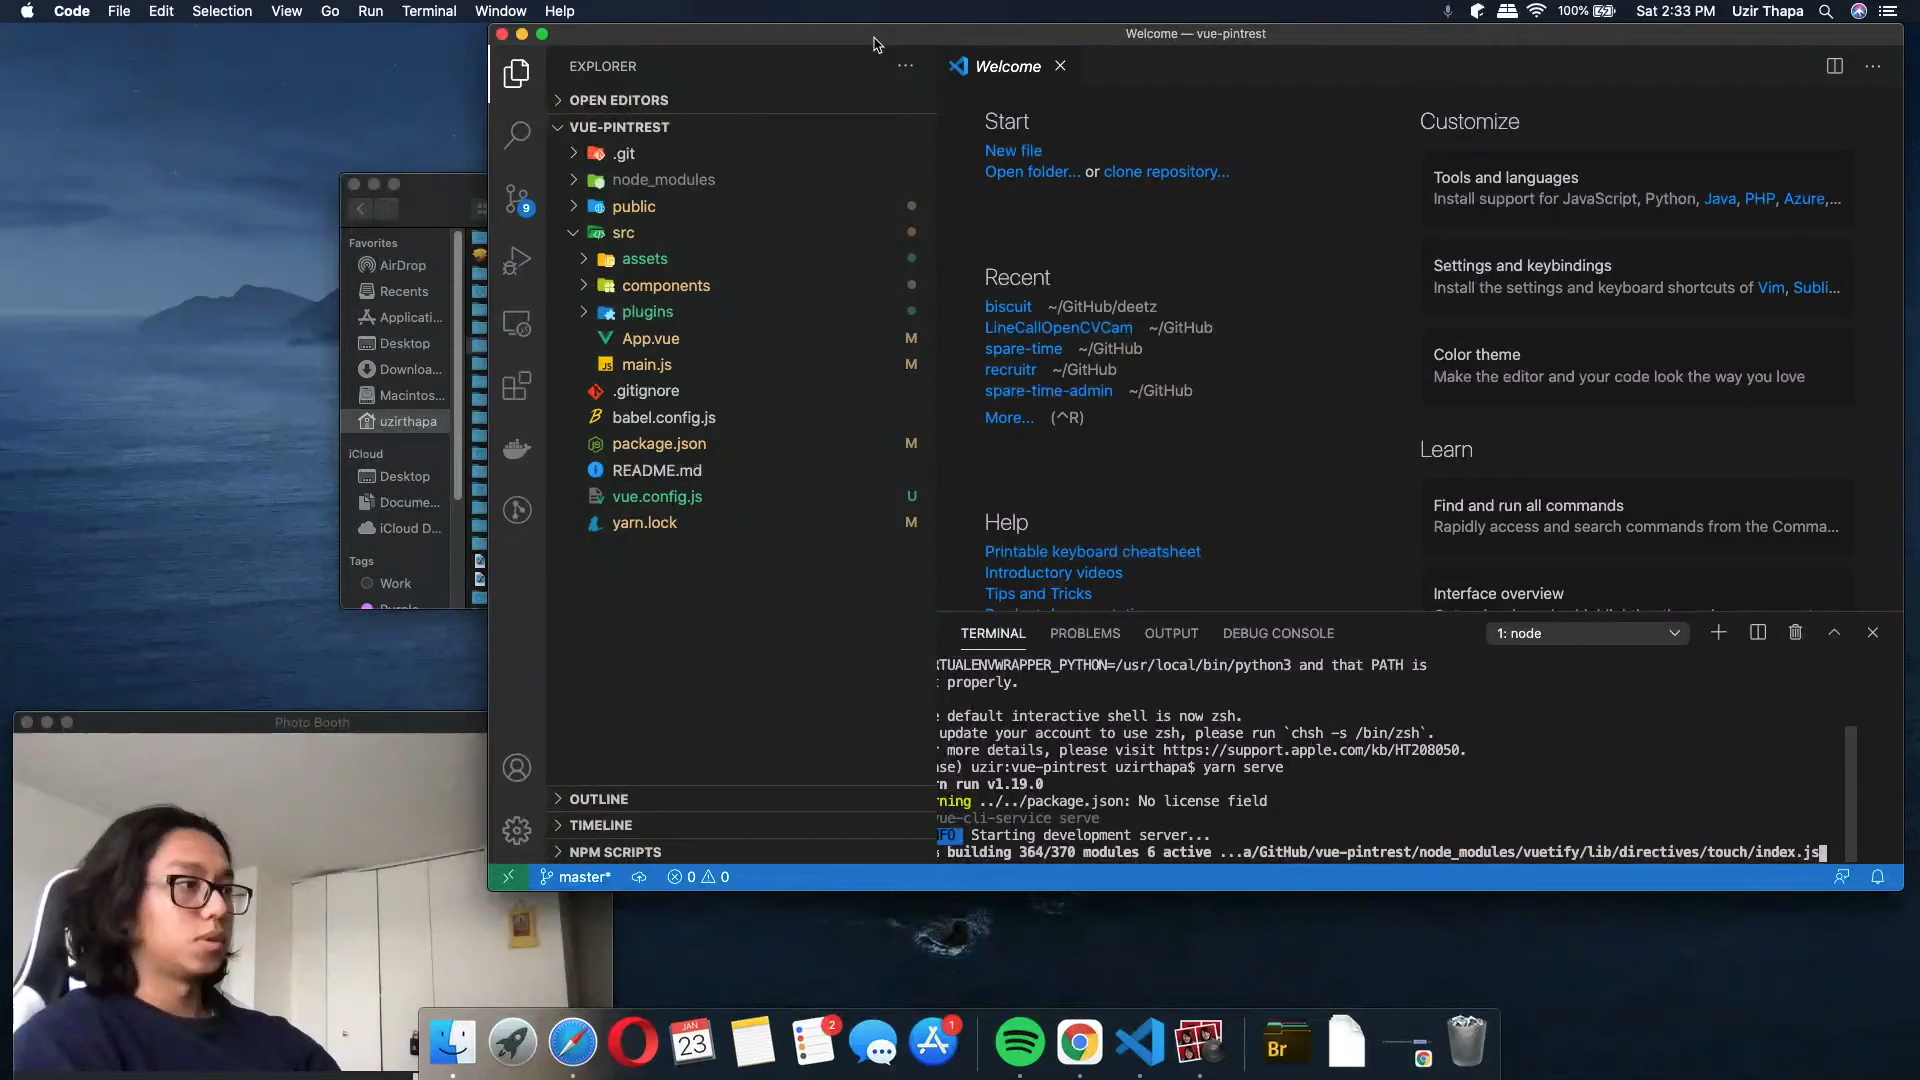 Code File Edit Selection View Go Run Terminal Window Help
100% Sat 2:33 PM Uzir Thapa
Welcome — vue-pintrest
EXPLORER
OPEN EDITORS
VUE-PINTREST
.git
node_modules
public
src
assets
components
plugins
App.vue M
main.js M
.gitignore
babel.config.js
package.json M
README.md
vue.config.js U
yarn.lock M
OUTLINE
TIMELINE
NPM SCRIPTS
9
Welcome
Start
New file
Open folder... or clone repository...
Recent
biscuit ~/GitHub/deetz
LineCallOpenCVCam ~/GitHub
spare-time ~/GitHub
recruitr ~/GitHub
spare-time-admin ~/GitHub
More... (^R)
Help
Printable keyboard cheatsheet
Introductory videos
Tips and Tricks
Customize
Tools and languages
Install support for JavaScript, Python, Java, PHP, Azure,...
Settings and keybindings
Install the settings and keyboard shortcuts of Vim, Subli...
Color theme
Make the editor and your code look the way you love
Learn
Find and run all commands
Rapidly access and search commands from the Comma...
Interface overview
TERMINAL PROBLEMS OUTPUT DEBUG CONSOLE 1: node
RTUALENVWRAPPER_PYTHON=/usr/local/bin/python3 and that PATH is
properly.
default interactive shell is now zsh.
update your account to use zsh, please run `chsh -s /bin/zsh`.
more details, please visit https://support.apple.com/kb/HT208050.
se) uzir:vue-pintrest uzirthapa$ yarn serve
rn run v1.19.0
rning ../../package.json: No license field
vue-cli-service serve
FO Starting development server...
building 364/370 modules 6 active ...a/GitHub/vue-pintrest/node_modules/vuetify/lib/directives/touch/index.js
master* 0 0
Favorites
AirDrop
Recents
Applicati...
Desktop
Downloa...
Macintos...
uzirthapa
iCloud
Desktop
Docume...
iCloud D...
Tags
Work
Purple
Photo Booth
JAN
23
2
1
Br